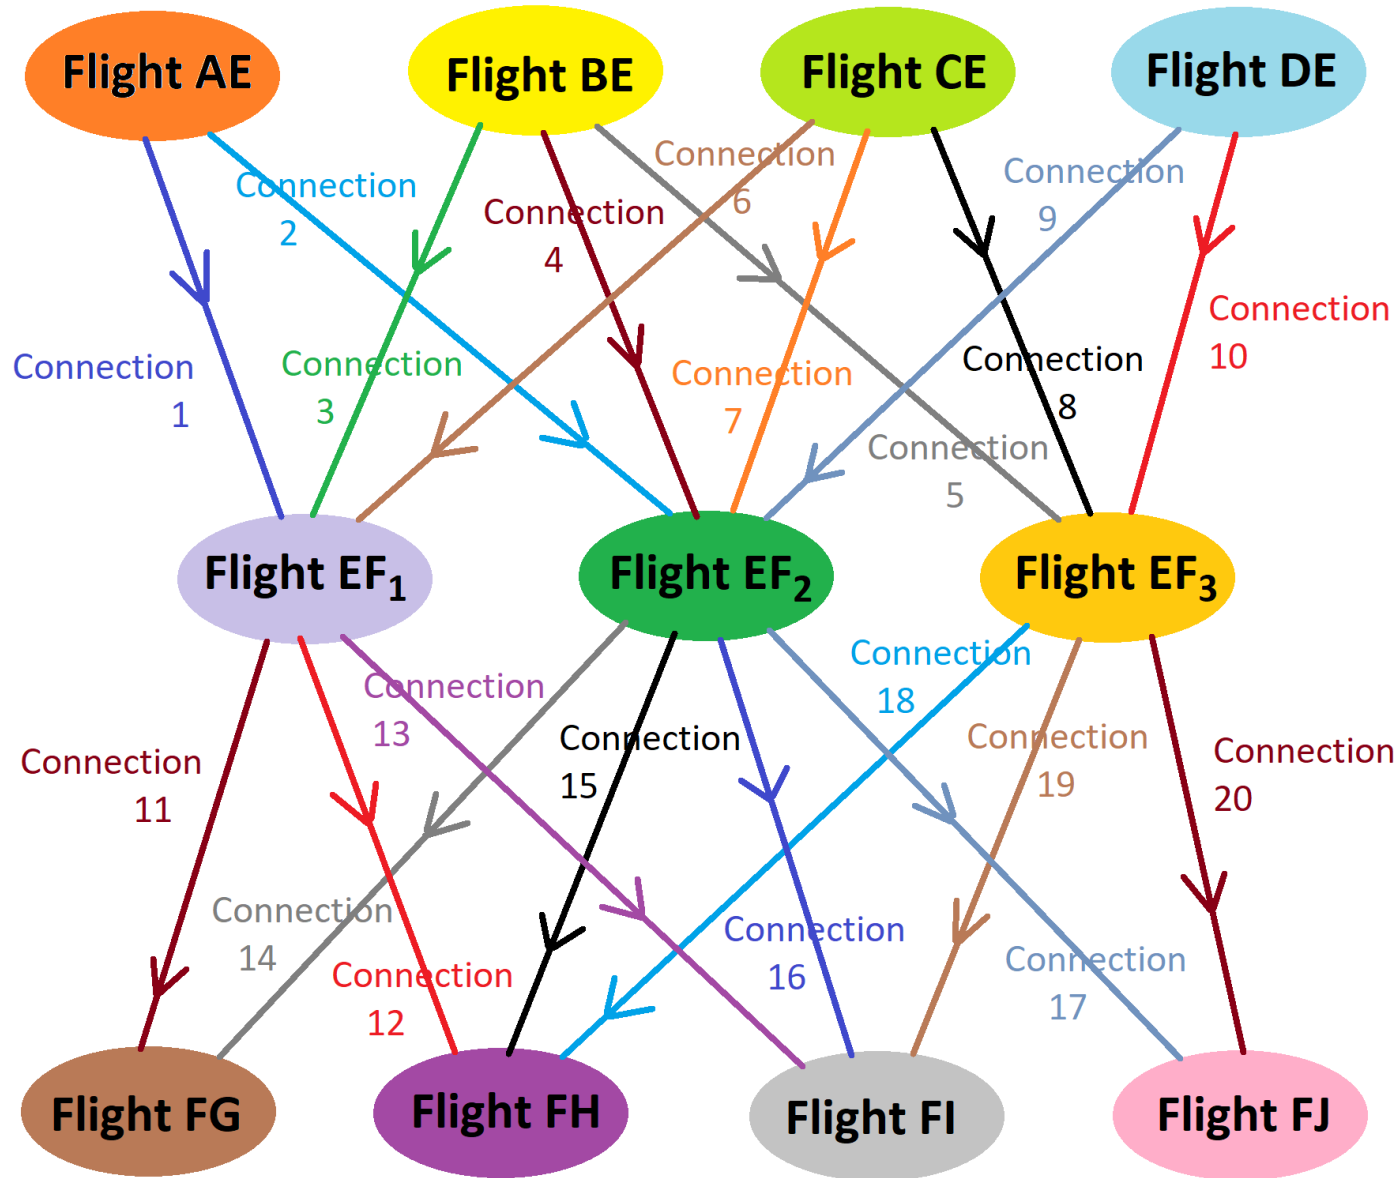 Flight AE
Flight BE
Flight CE
Flight DE
Connection
6
Connection
2
Connection
4
Connection
9
Connection
1
Connection
3
Connection
7
Connection
8
Connection
10
Connection
5
Flight EF₁
Flight EF₂
Flight EF₃
Connection
13
Connection
18
Connection
11
Connection
15
Connection
19
Connection
20
Connection
14
Connection
12
Connection
16
Connection
17
Flight FG
Flight FH
Flight FI
Flight FJ